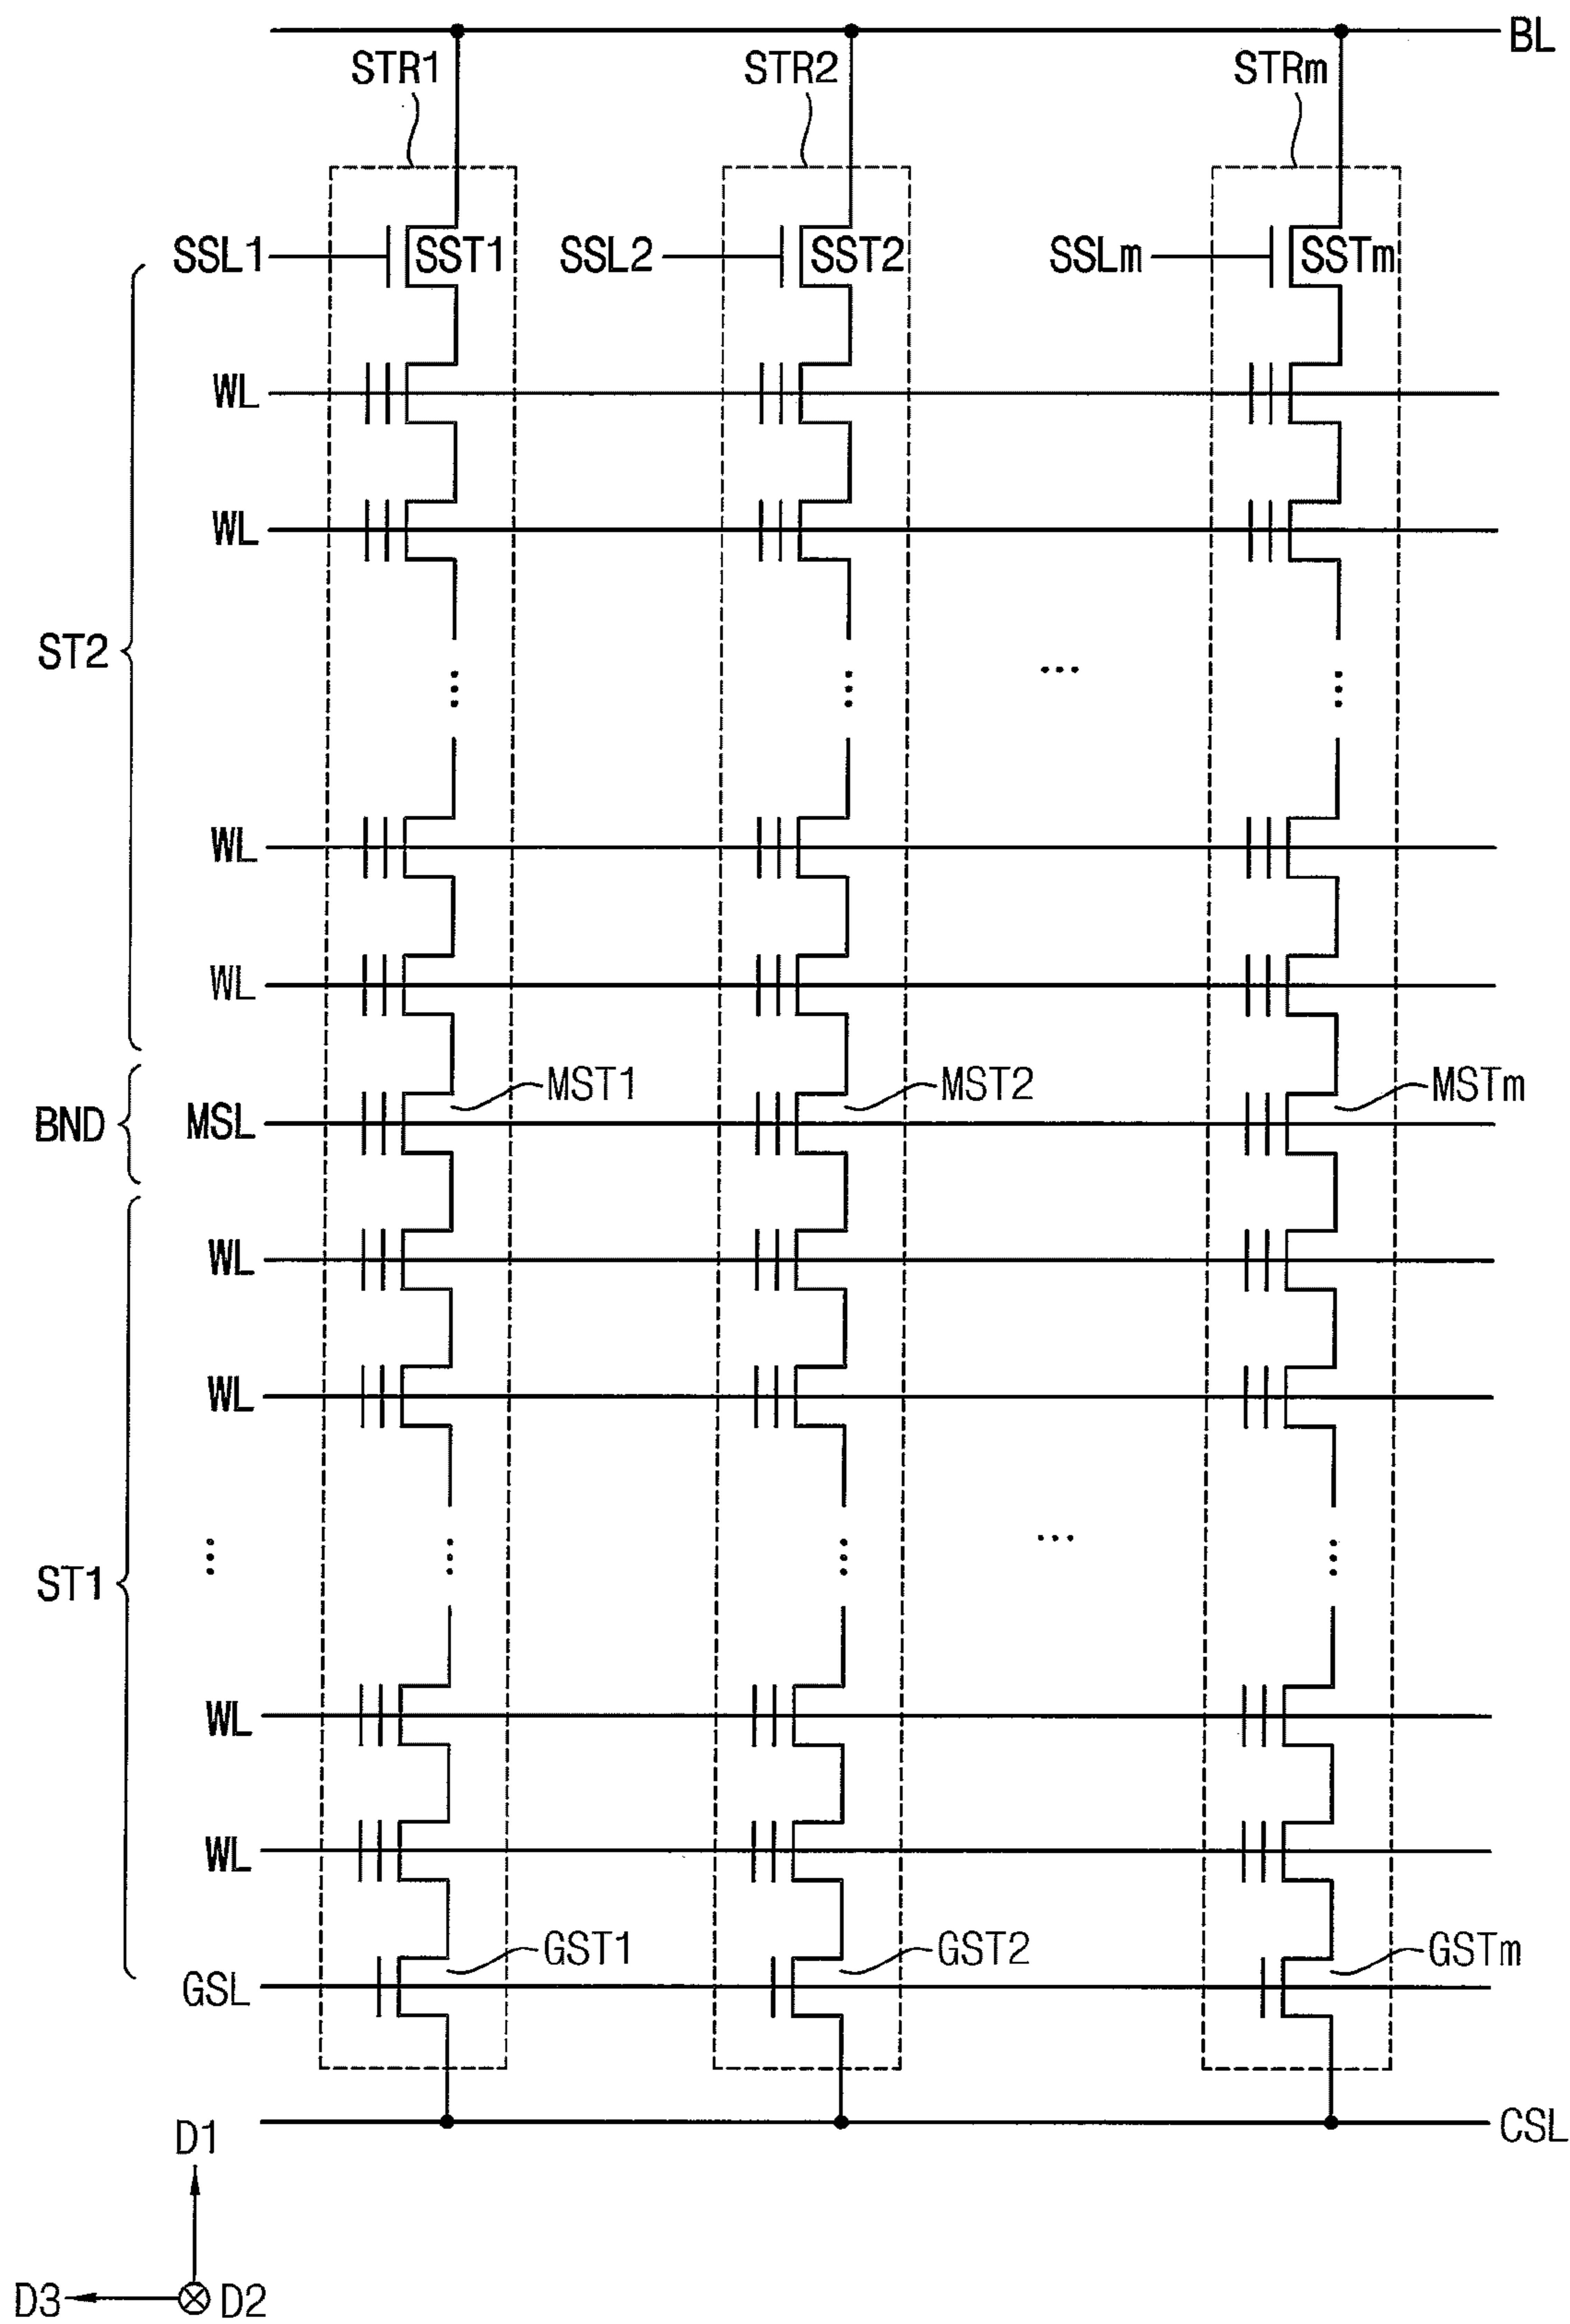 BL
STR1 STR2 STRm
SSL1 SST1 SSL2 SST2 SSLm SSTm
WL
WL
ST2
WL
WL
MST1 MST2 MSTm
BND MSL
WL
WL
ST1
WL
WL
GST1 GST2 GSTm
GSL
CSL
D1
D3 D2